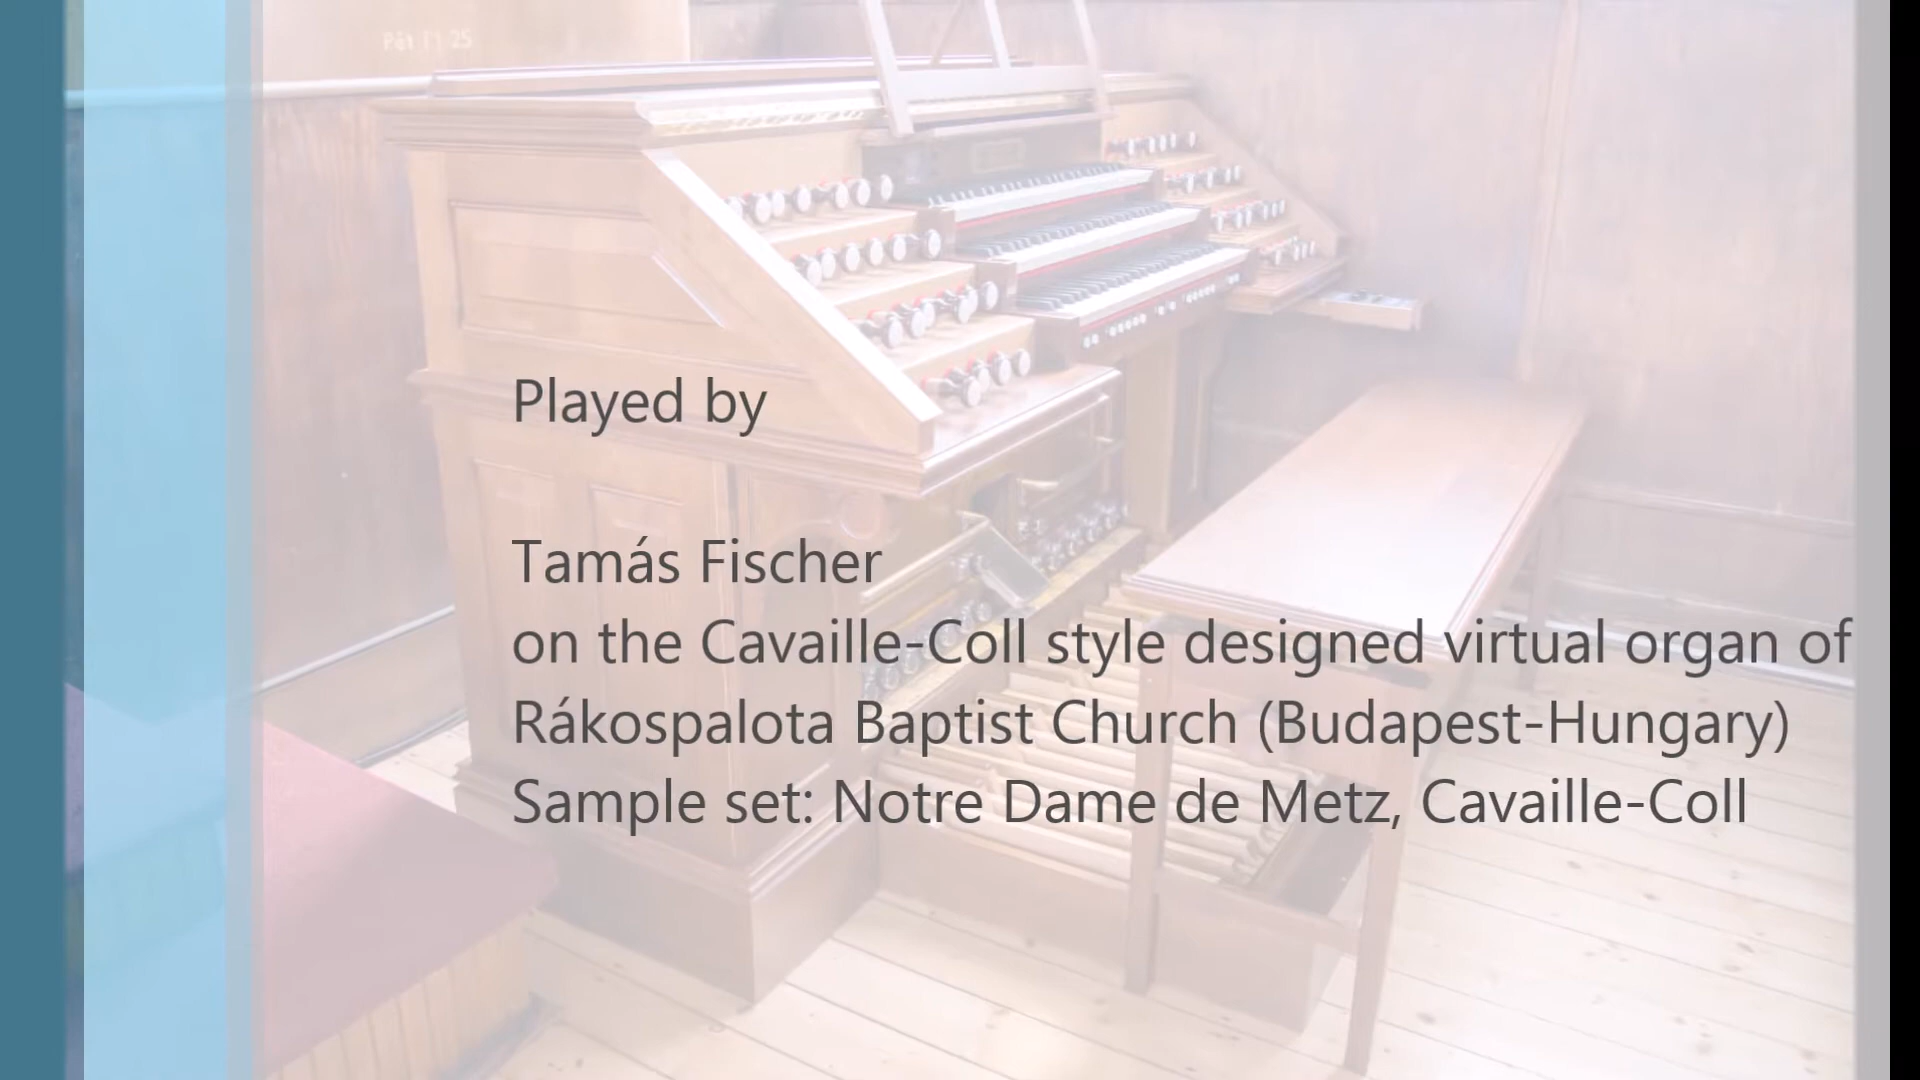 Played by
Tamás Fischer
on the Cavaille-Coll style designed virtual organ of
Rákospalota Baptist Church (Budapest-Hungary)
Sample set: Notre Dame de Metz, Cavaille-Coll